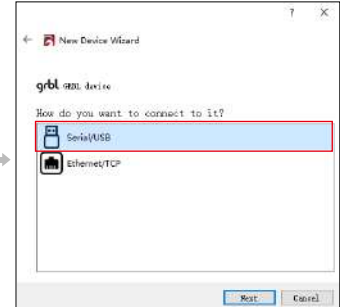 ? X
New Device Wizard
grbl GRBL device
How do you want to connect to it?
Serial/USB
Ethernet/TCP
Next Cancel